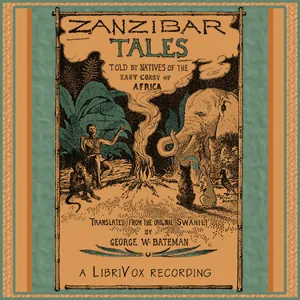 ZANZIBAR
TALES
TOLD BY NATIVES OF THE
EAST COAST OF
AFRICA
TRANSLATED FROM THE ORIGINAL SWAHILI
BY
GEORGE W. BATEMAN
A LIBRIVOX RECORDING